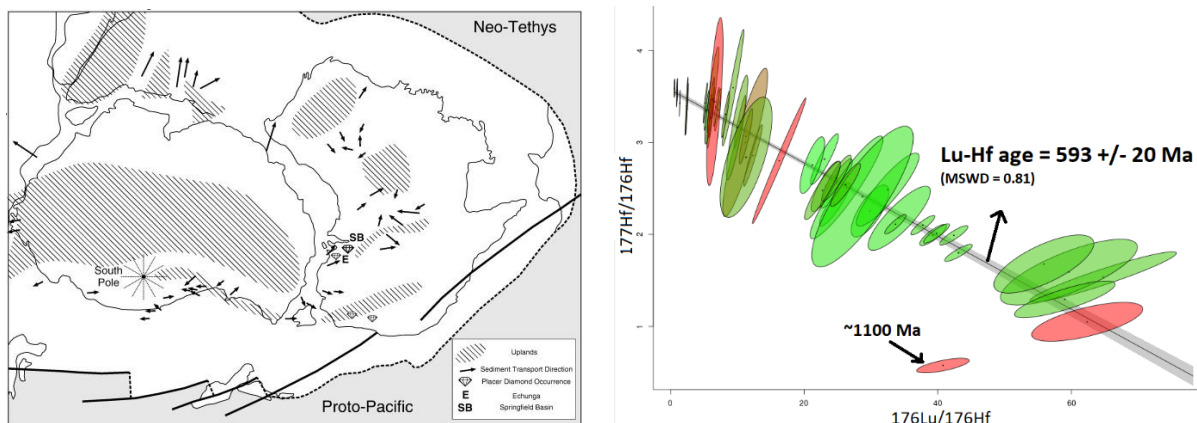 Neo-Tethys
SB
E
South
Pole
Uplands
Sediment Transport Direction
Placer Diamond Occurrence
E Echunga
SB Springfield Basin
Proto-Pacific
177Hf/176Hf
4
3
2
1
Lu-Hf age = 593 +/- 20 Ma
(MSWD = 0.81)
~1100 Ma
0 20 40 60
176Lu/176Hf